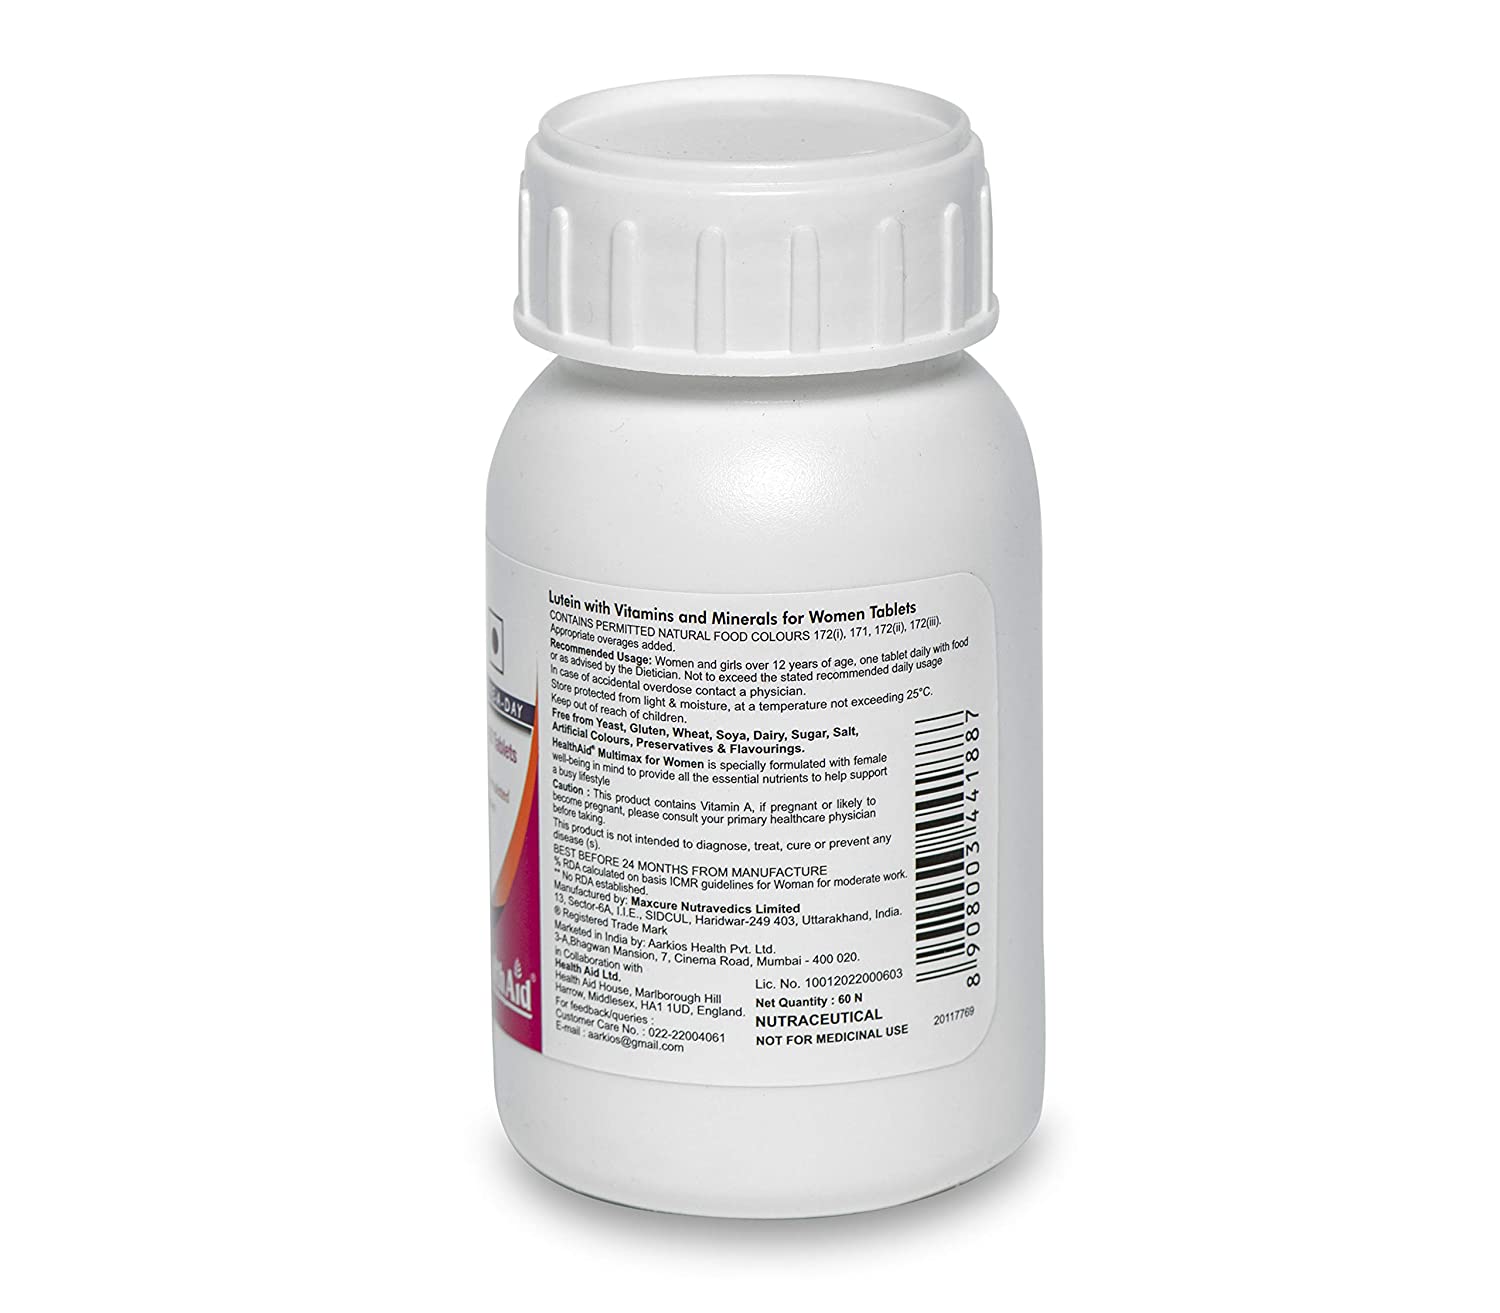 Lutein with Vitamins and Minerals for Women Tablets
CONTAINS PERMITTED NATURAL FOOD COLOURS 172(i), 171, 172(ii), 172(iii).
Appropriate overages added.
Recommended Usage: Women and girls over 12 years of age, one tablet daily with food
or as advised by the Dietician. Not to exceed the stated recommended daily usage
In case of accidental overdose contact a physician.
Store protected from light & moisture, at a temperature not exceeding 25°C.
Keep out of reach of children.
Free from Yeast, Gluten, Wheat, Soya, Dairy, Sugar, Salt,
Artificial Colours, Preservatives & Flavourings.
HealthAid® Multimax for Women is specially formulated with female
well-being in mind to provide all the essential nutrients to help support
a busy lifestyle
Caution : This product contains Vitamin A, if pregnant or likely to
become pregnant, please consult your primary healthcare physician
before taking.
This product is not intended to diagnose, treat, cure or prevent any
disease (s).
BEST BEFORE 24 MONTHS FROM MANUFACTURE
% RDA calculated on basis ICMR guidelines for Woman for moderate work.
** No RDA established.
Manufactured by: Maxcure Nutravedics Limited
13, Sector-6A, I.I.E., SIDCUL, Haridwar-249 403, Uttarakhand, India.
® Registered Trade Mark
Marketed in India by: Aarkios Health Pvt. Ltd.
3-A,Bhagwan Mansion, 7, Cinema Road, Mumbai - 400 020.
in Collaboration with
Health Aid Ltd.
Health Aid House, Marlborough Hill
Harrow, Middlesex, HA1 1UD, England.
For feedback/queries :
Customer Care No. : 022-22004061
E-mail : aarkios@gmail.com
Lic. No. 10012022000603
Net Quantity : 60 N
NUTRACEUTICAL
NOT FOR MEDICINAL USE
20117769
8 908003 441887
-A-DAY
Tablets
Aid®